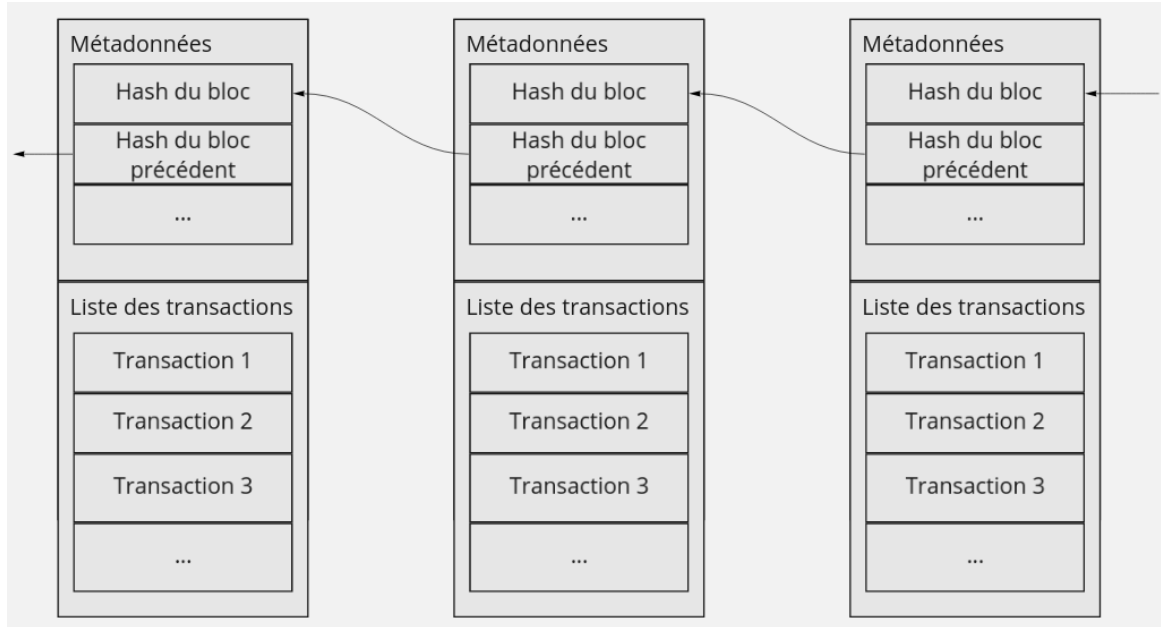 Métadonnées
Hash du bloc
Hash du bloc
précédent
...
Liste des transactions
Transaction 1
Transaction 2
Transaction 3
...
Métadonnées
Hash du bloc
Hash du bloc
précédent
...
Liste des transactions
Transaction 1
Transaction 2
Transaction 3
...
Métadonnées
Hash du bloc
Hash du bloc
précédent
...
Liste des transactions
Transaction 1
Transaction 2
Transaction 3
...